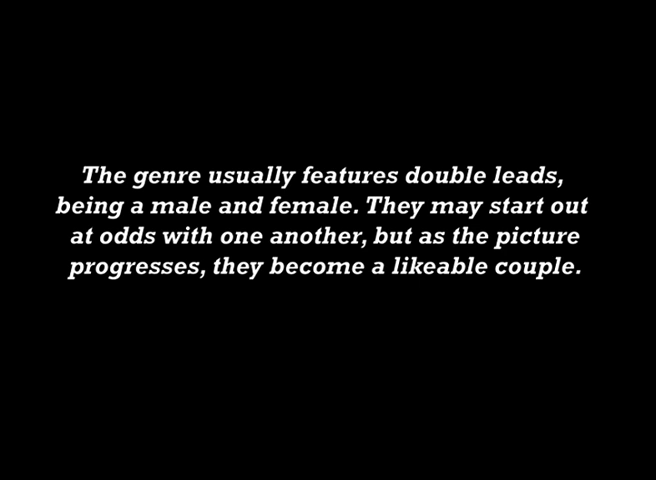 The genre usually features double leads,
being a male and female. They may start out
at odds with one another, but as the picture
progresses, they become a likeable couple.